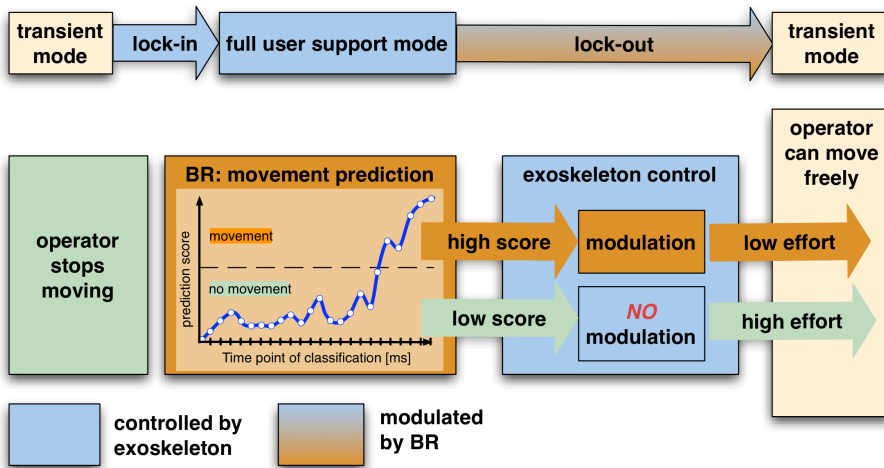 transient
mode
lock-in
full user support mode
lock-out
transient
mode
operator
stops
moving
BR: movement prediction
prediction score
movement
no movement
Time point of classification [ms]
high score
low score
exoskeleton control
modulation
NO
modulation
low effort
high effort
operator
can move
freely
controlled by
exoskeleton
modulated
by BR